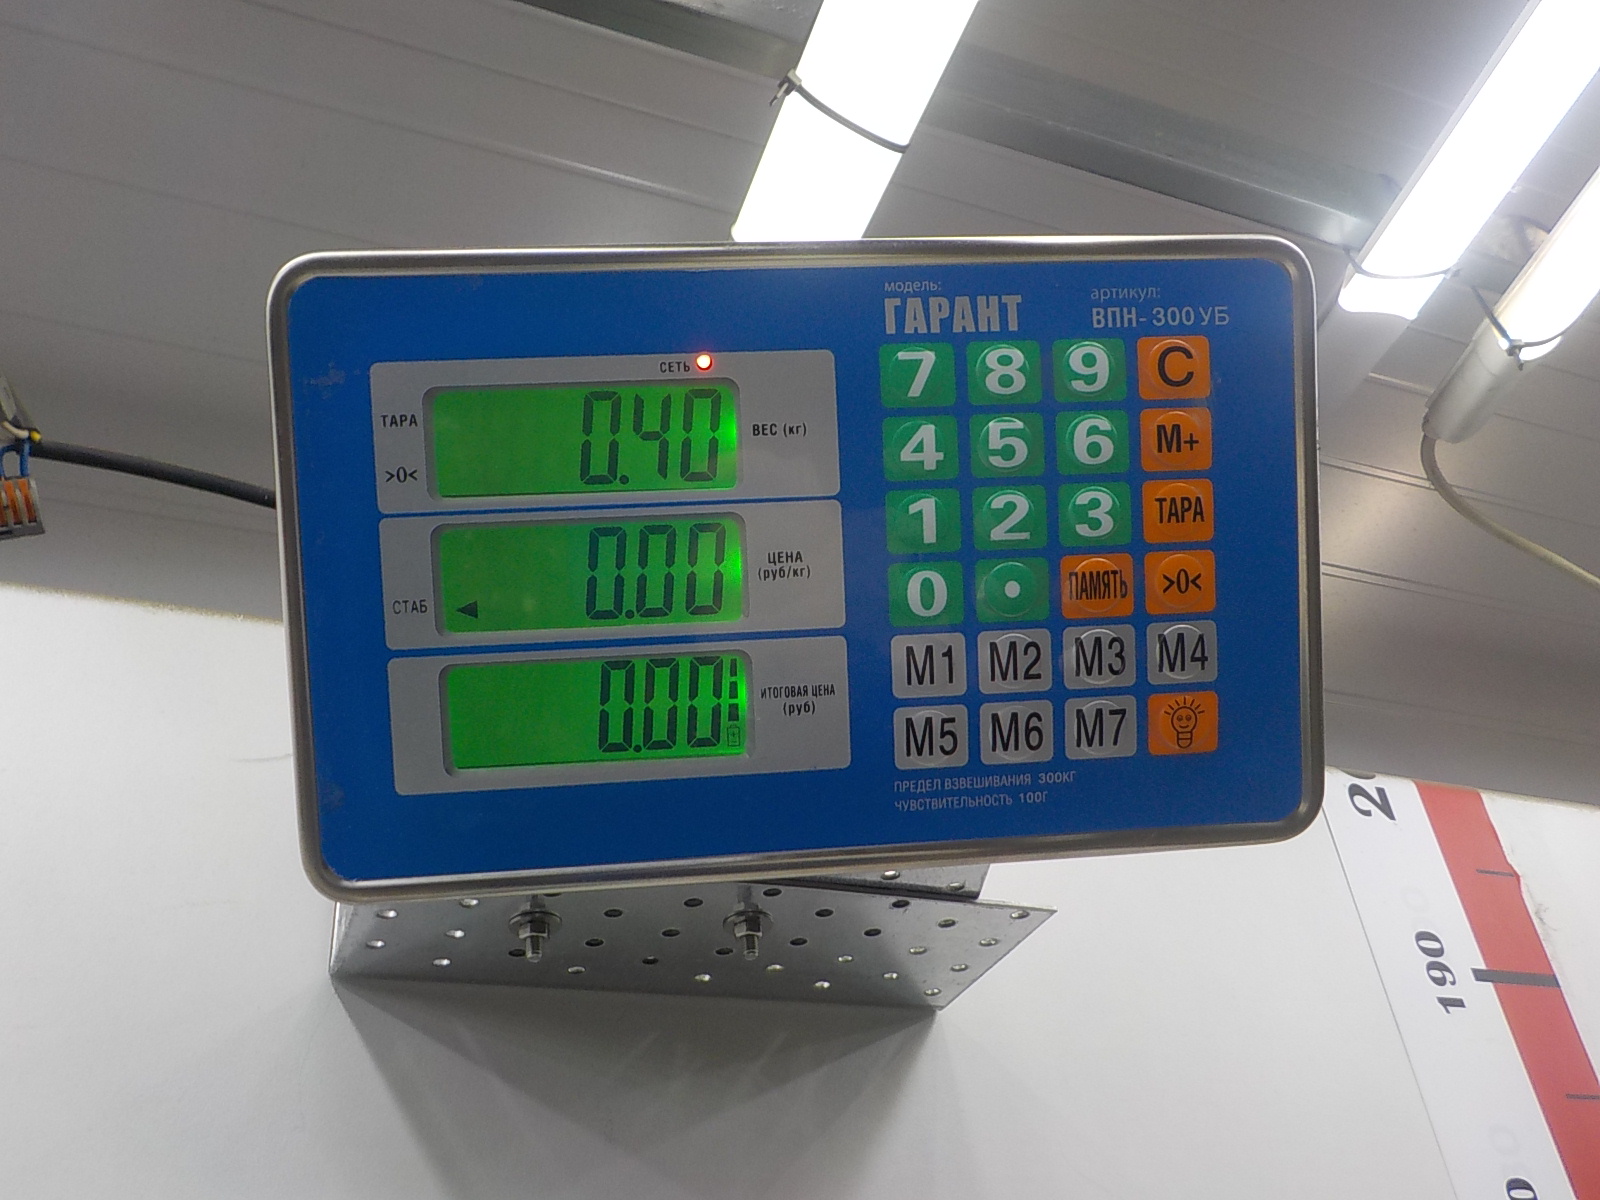 модель:
ГАРАНТ
артикул:
ВПН-300 УБ
СЕТЬ
ТАРА
>0<
0.40
ВЕС (кг)
СТАБ
0.00
ЦЕНА
(руб/кг)
0.00
ИТОГОВАЯ ЦЕНА
(руб)
7 8 9 C
4 5 6 M+
1 2 3 ТАРА
0 . ПАМЯТЬ >0<
M1 M2 M3 M4
M5 M6 M7
ПРЕДЕЛ ВЗВЕШИВАНИЯ 300КГ
ЧУВСТВИТЕЛЬНОСТЬ 100Г
190